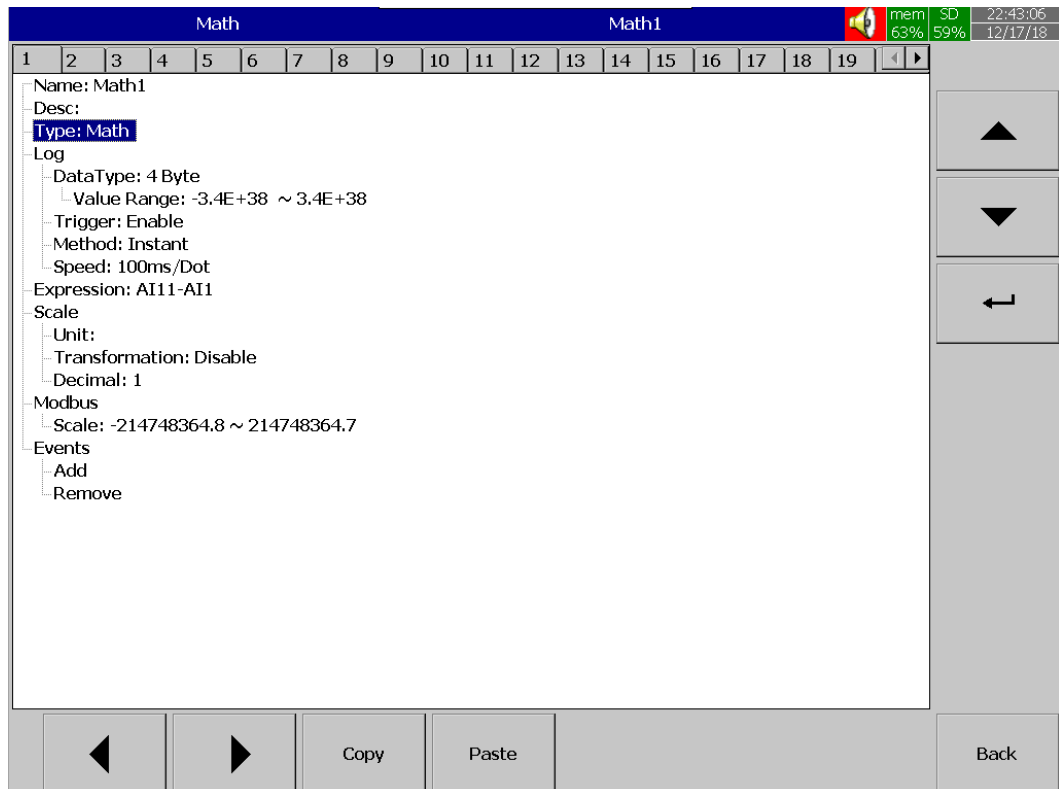 Math Math1 mem SD 22:43:06
63% 59% 12/17/18
1 2 3 4 5 6 7 8 9 10 11 12 13 14 15 16 17 18 19
Name: Math1
Desc:
Type: Math
Log
DataType: 4 Byte
Value Range: -3.4E+38 ~ 3.4E+38
Trigger: Enable
Method: Instant
Speed: 100ms/Dot
Expression: AI11-AI1
Scale
Unit:
Transformation: Disable
Decimal: 1
Modbus
Scale: -214748364.8 ~ 214748364.7
Events
Add
Remove
Copy Paste Back